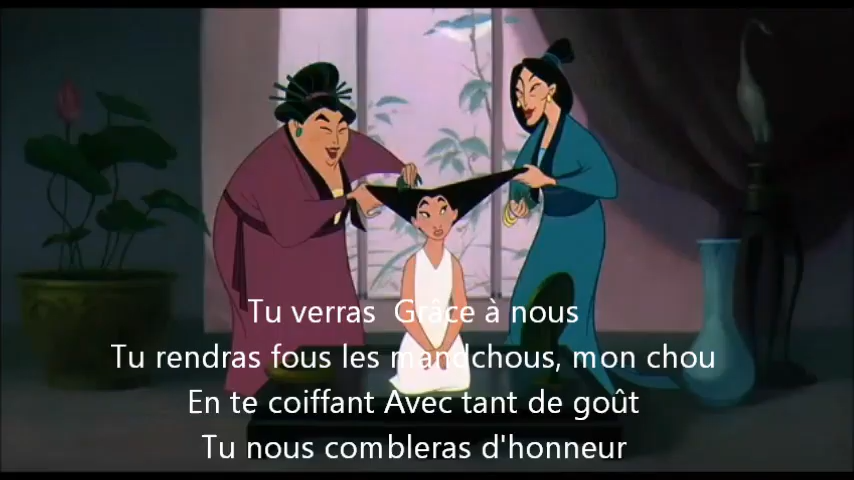 Tu verras  Grâce à nous
Tu rendras fous les mandchous, mon chou
En te coiffant Avec tant de goût
Tu nous combleras d'honneur